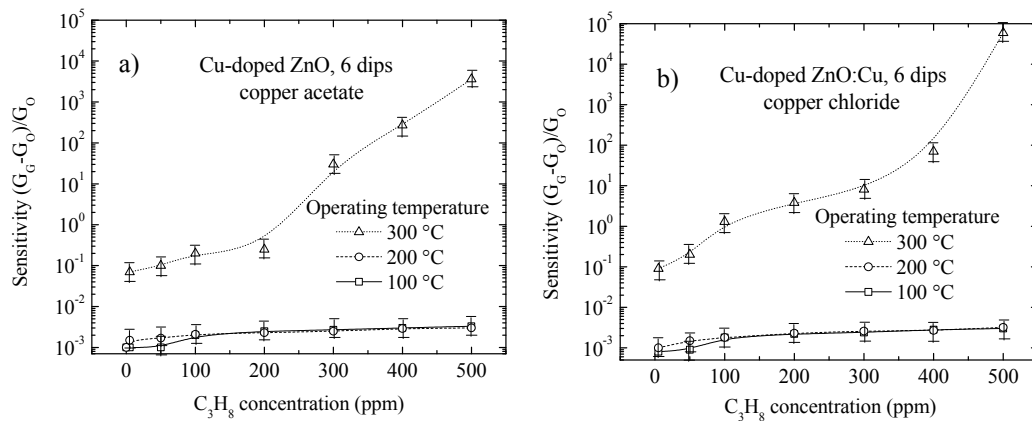 a)
Cu-doped ZnO, 6 dips
copper acetate
Operating temperature
300 °C
200 °C
100 °C
Sensitivity (G_G-G_O)/G_O
10^5
10^4
10^3
10^2
10^1
10^0
10^-1
10^-2
10^-3
0 100 200 300 400 500
C_3H_8 concentration (ppm)
b)
Cu-doped ZnO:Cu, 6 dips
copper chloride
Operating temperature
300 °C
200 °C
100 °C
Sensitivity (G_G-G_O)/G_O
10^5
10^4
10^3
10^2
10^1
10^0
10^-1
10^-2
10^-3
0 100 200 300 400 500
C_3H_8 concentration (ppm)